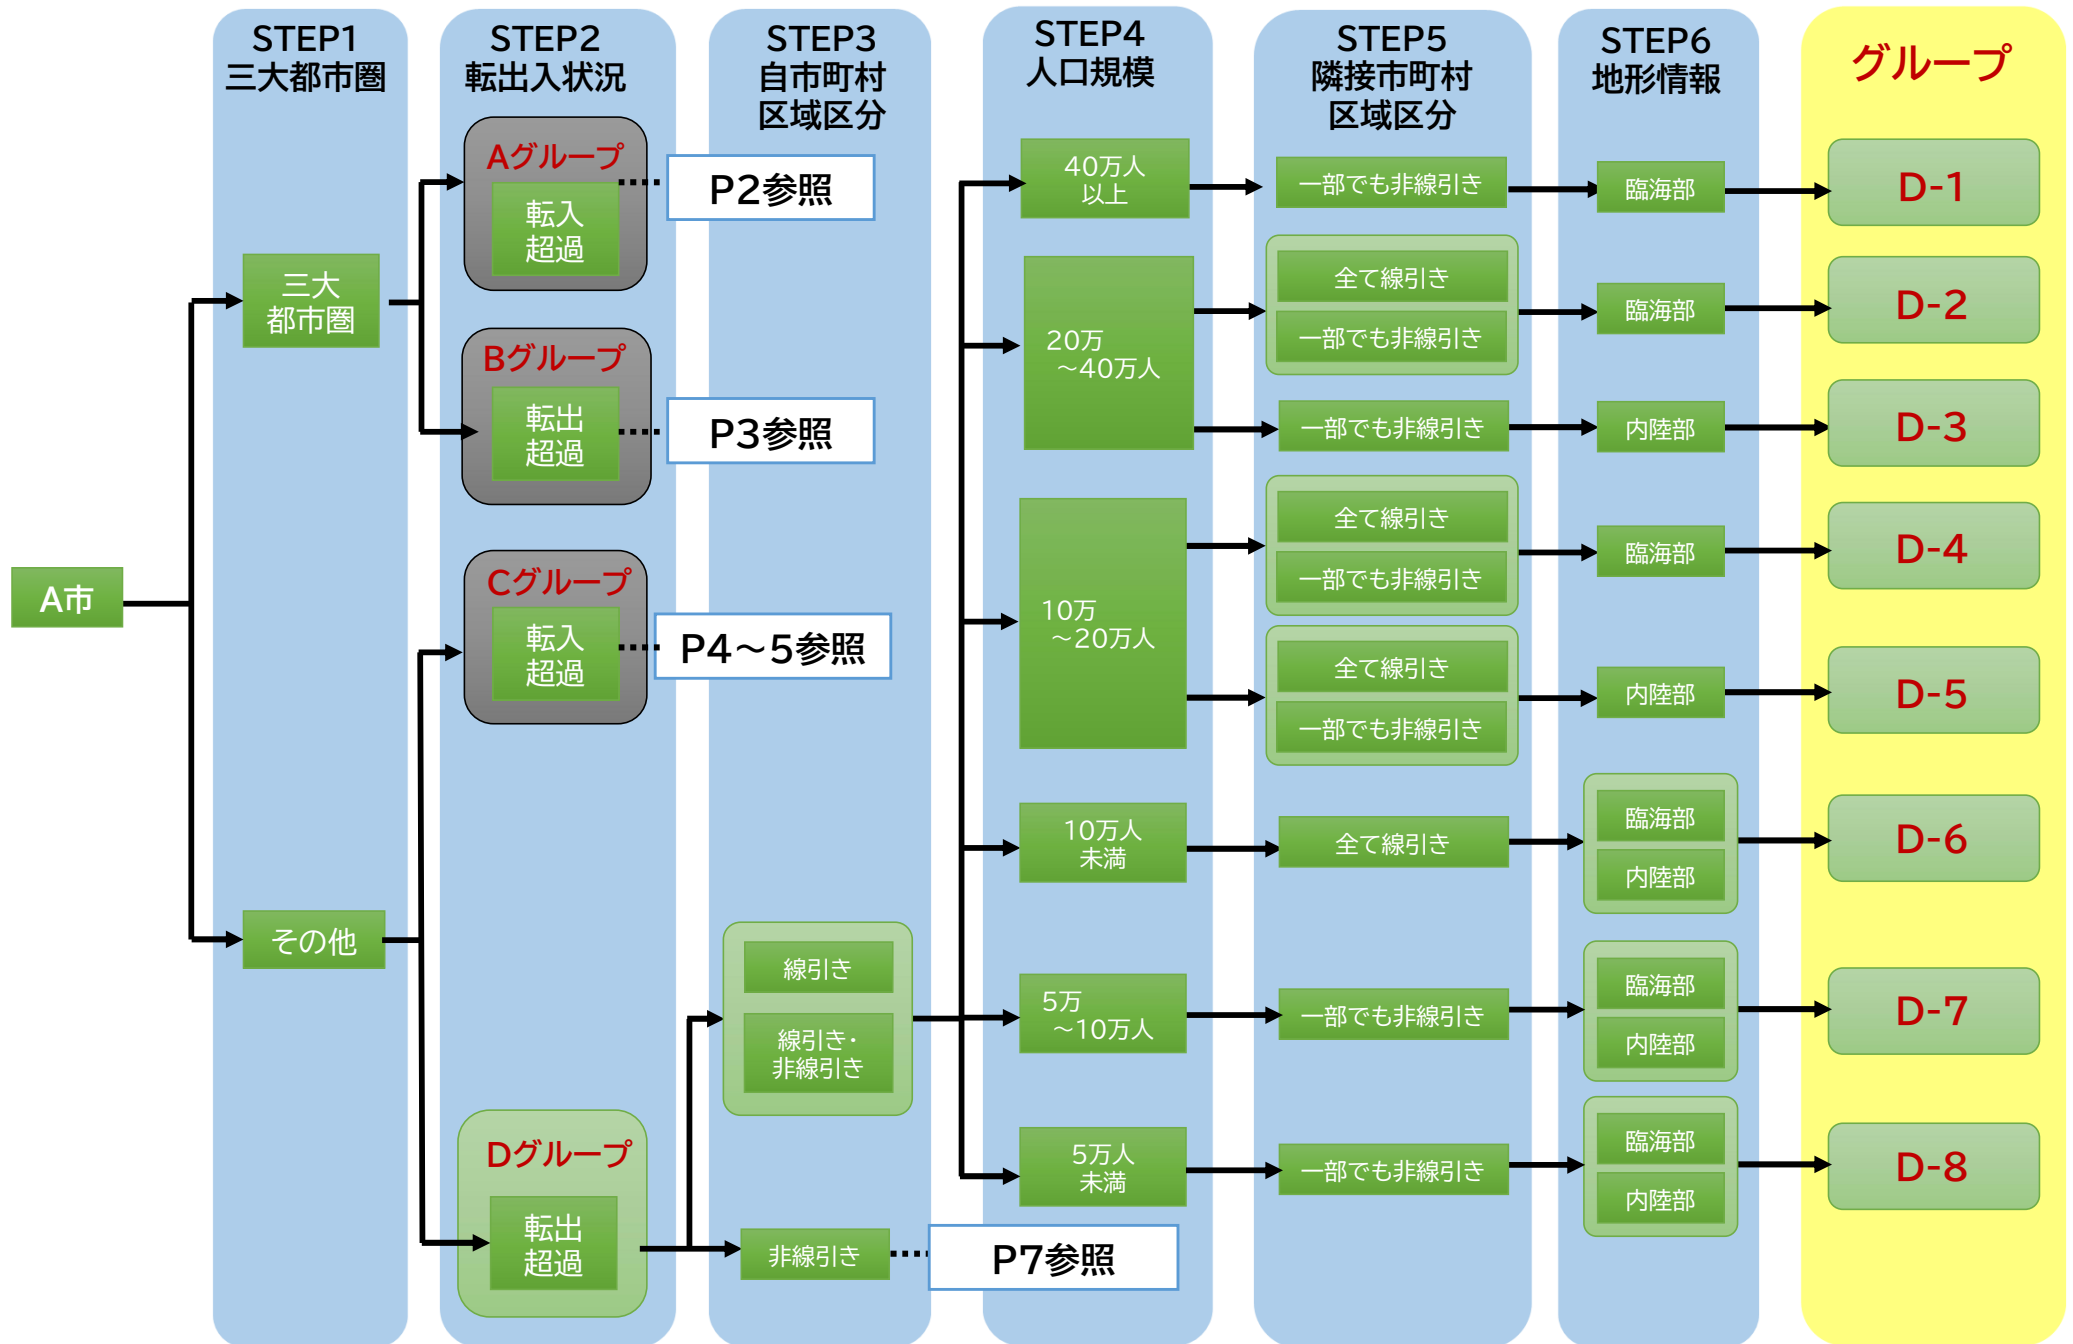 STEP1
三大都市圏
STEP2
転出入状況
STEP3
自市町村
区域区分
STEP4
人口規模
STEP5
隣接市町村
区域区分
STEP6
地形情報
グループ
A市
三大
都市圏
その他
Aグループ
転入
超過
P2参照
Bグループ
転出
超過
P3参照
Cグループ
転入
超過
P4～5参照
Dグループ
転出
超過
線引き
線引き・
非線引き
非線引き
P7参照
40万人
以上
一部でも非線引き
臨海部
D-1
20万
～40万人
全て線引き
一部でも非線引き
臨海部
D-2
一部でも非線引き
内陸部
D-3
10万
～20万人
全て線引き
一部でも非線引き
臨海部
D-4
全て線引き
一部でも非線引き
内陸部
D-5
10万人
未満
全て線引き
臨海部
内陸部
D-6
5万
～10万人
一部でも非線引き
臨海部
内陸部
D-7
5万人
未満
一部でも非線引き
臨海部
内陸部
D-8